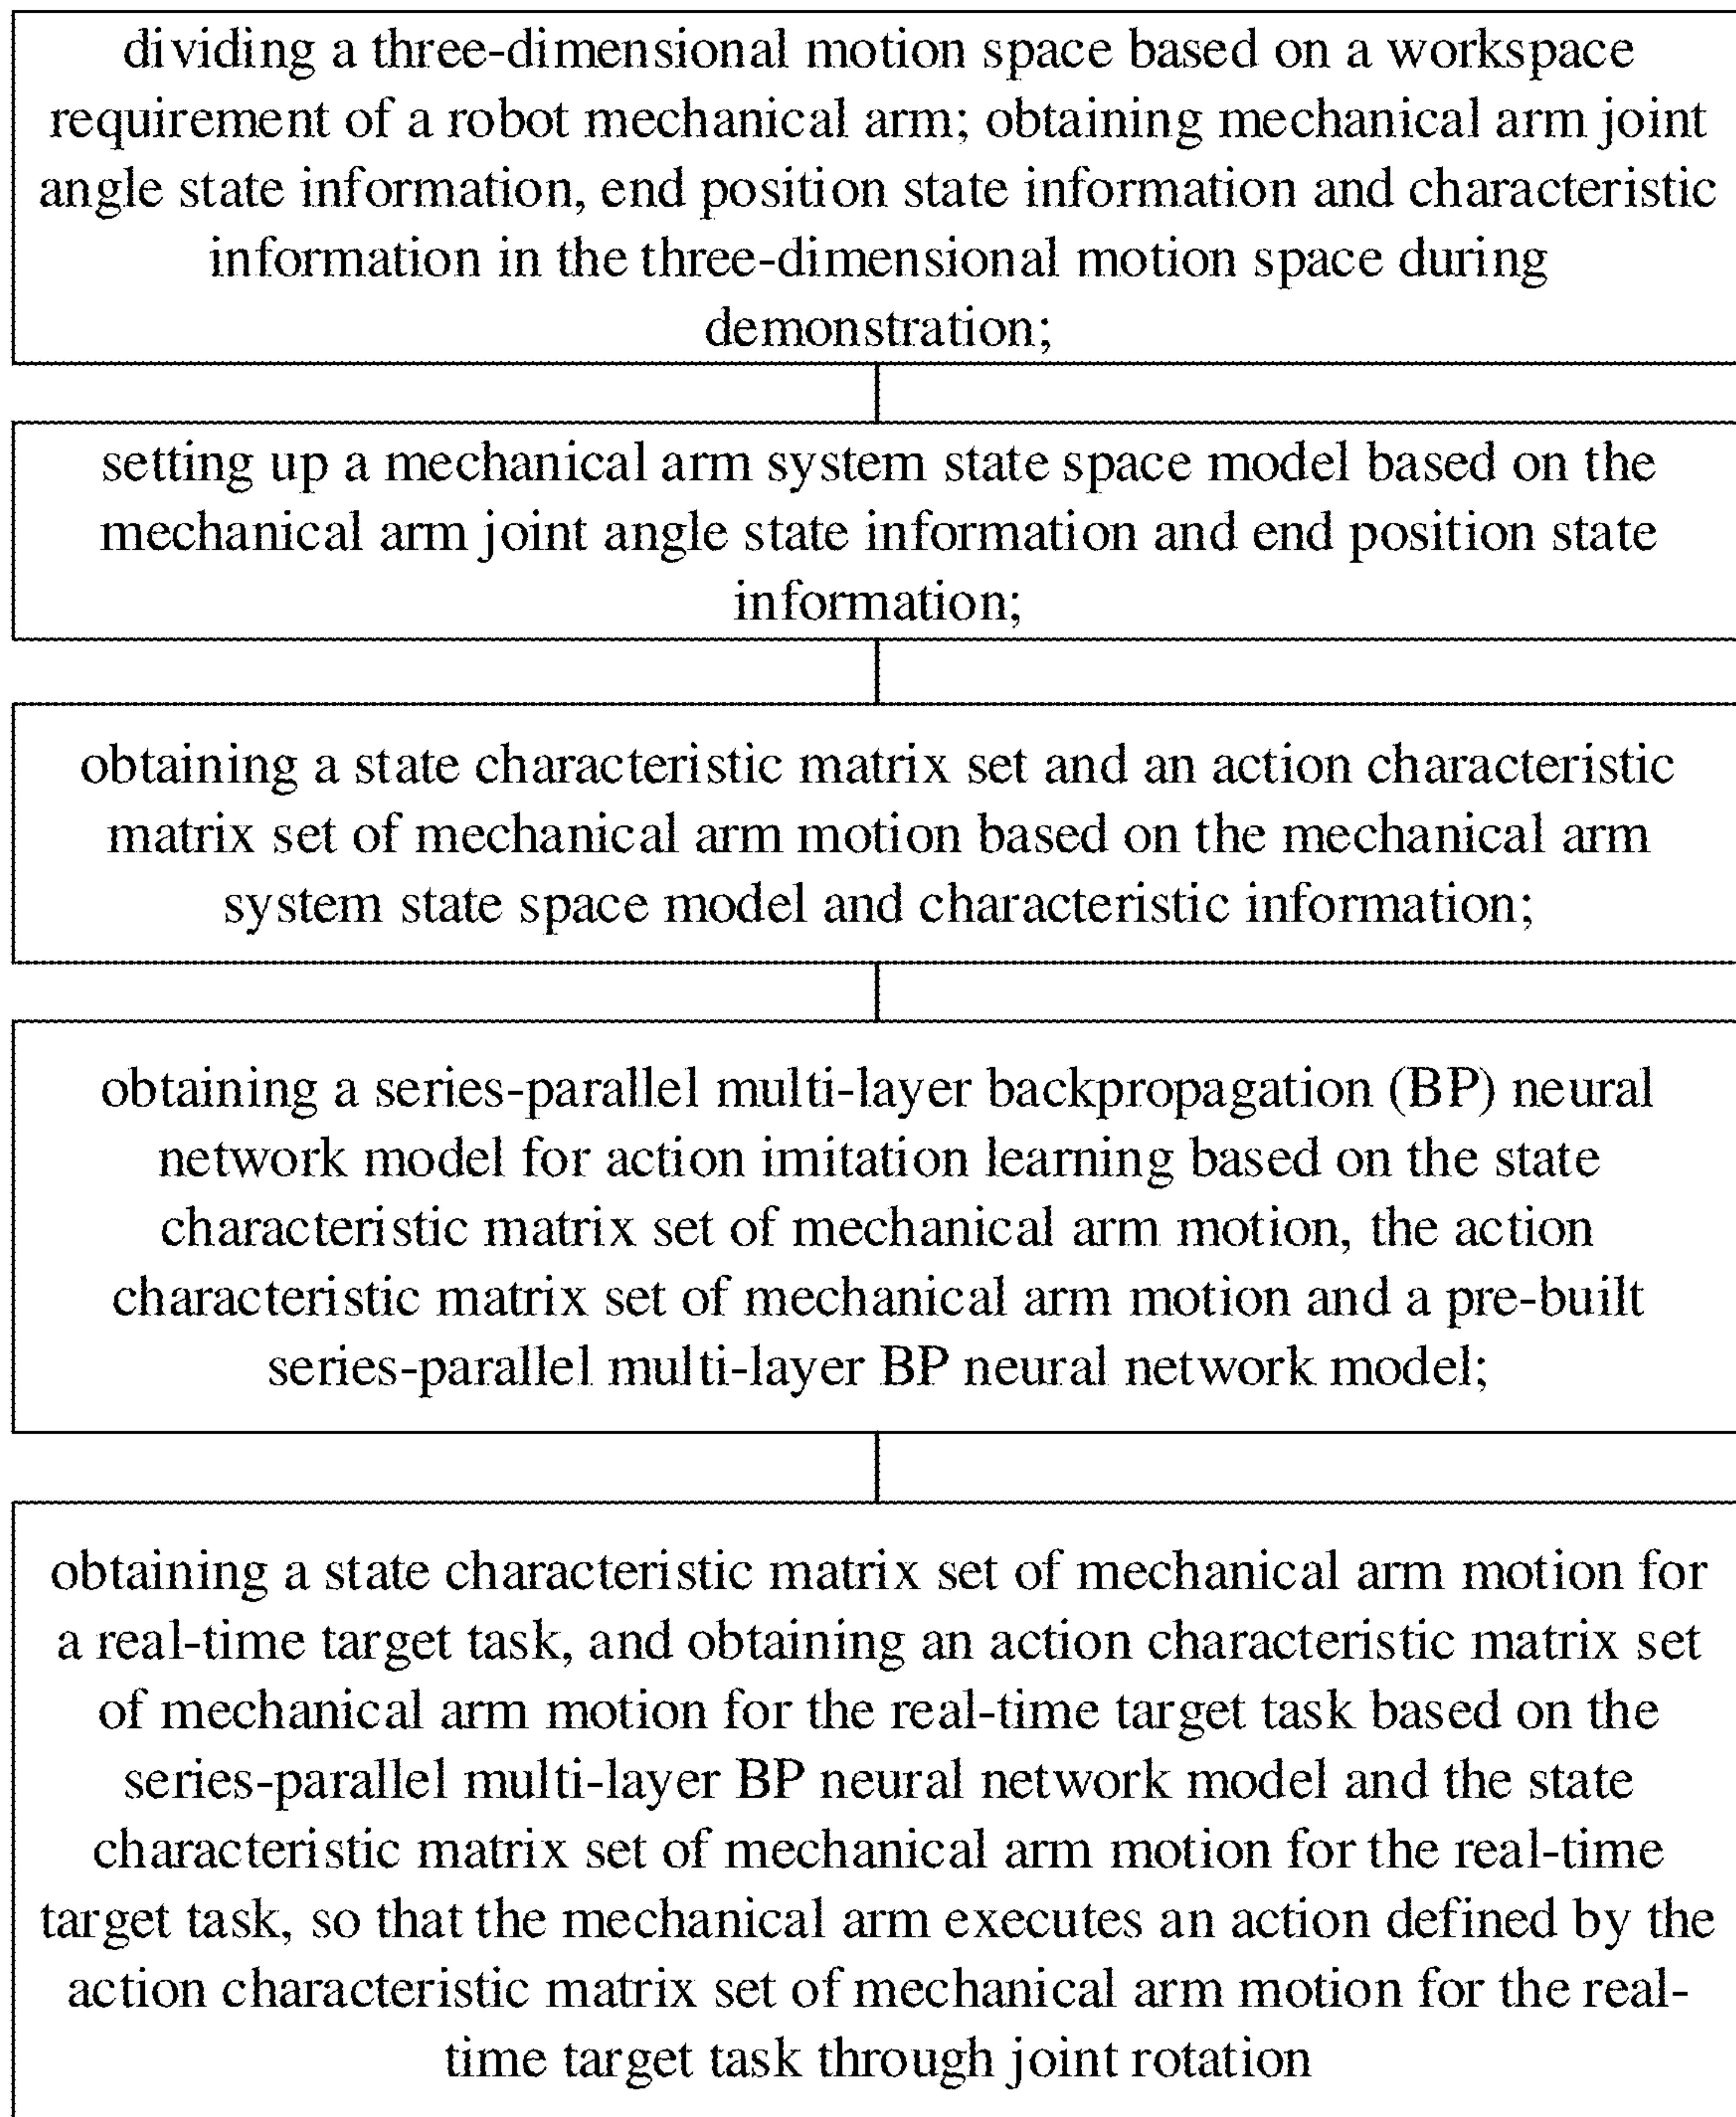 dividing a three-dimensional motion space based on a workspace
requirement of a robot mechanical arm; obtaining mechanical arm joint
angle state information, end position state information and characteristic
information in the three-dimensional motion space during
demonstration;
setting up a mechanical arm system state space model based on the
mechanical arm joint angle state information and end position state
information;
obtaining a state characteristic matrix set and an action characteristic
matrix set of mechanical arm motion based on the mechanical arm
system state space model and characteristic information;
obtaining a series-parallel multi-layer backpropagation (BP) neural
network model for action imitation learning based on the state
characteristic matrix set of mechanical arm motion, the action
characteristic matrix set of mechanical arm motion and a pre-built
series-parallel multi-layer BP neural network model;
obtaining a state characteristic matrix set of mechanical arm motion for
a real-time target task, and obtaining an action characteristic matrix set
of mechanical arm motion for the real-time target task based on the
series-parallel multi-layer BP neural network model and the state
characteristic matrix set of mechanical arm motion for the real-time
target task, so that the mechanical arm executes an action defined by the
action characteristic matrix set of mechanical arm motion for the real-
time target task through joint rotation